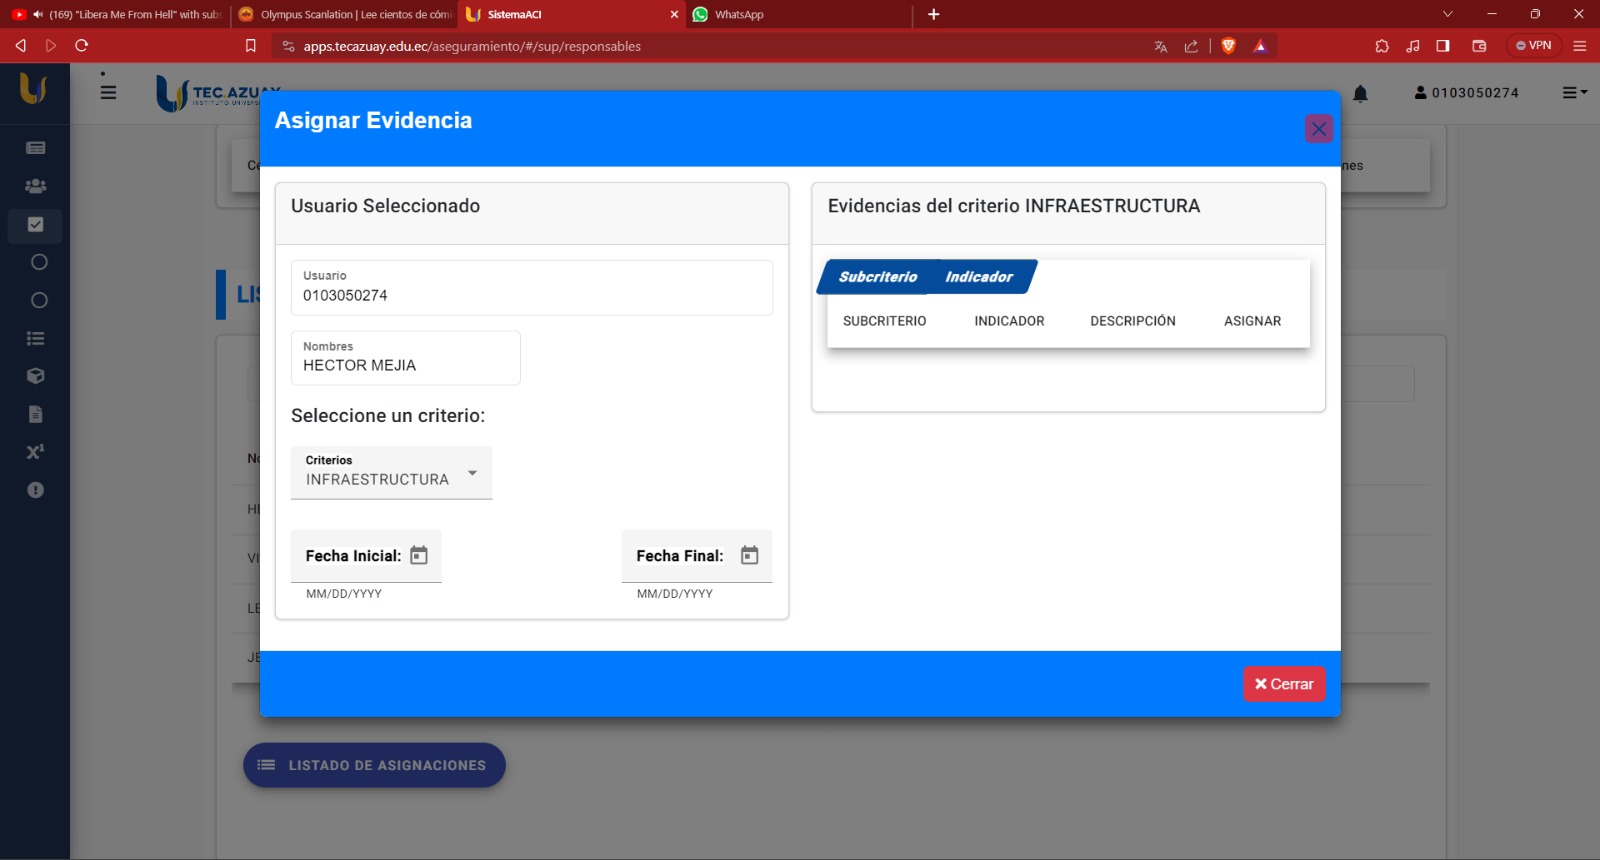 (169) "Libera Me From Hell" with subs
Olympus Scanlation | Lee cientos de cómi
SistemaACI
WhatsApp
apps.tecazuay.edu.ec/aseguramiento/#/sup/responsables
VPN
TEC.AZUAY
0103050274
Asignar Evidencia
Usuario Seleccionado
Usuario
0103050274
Nombres
HECTOR MEJIA
Seleccione un criterio:
Criterios
INFRAESTRUCTURA
Fecha Inicial:
MM/DD/YYYY
Fecha Final:
MM/DD/YYYY
Evidencias del criterio INFRAESTRUCTURA
Subcriterio Indicador
SUBCRITERIO INDICADOR DESCRIPCIÓN ASIGNAR
Cerrar
LISTADO DE ASIGNACIONES